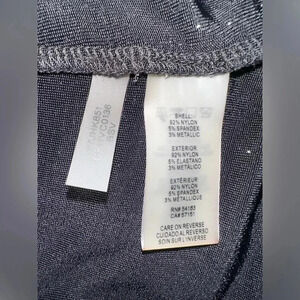 SHELL:
92% NYLON
5% SPANDEX
3% METALLIC
EXTERIOR:
92% NYLON
5% ELASTANO
3% METALLIC
EXTÉRIEUR:
92% NYLON
5% SPANDEX
3% MÉTALLIQUE
RN# 54163
CA# 57151
CARE ON REVERSE
CUIDADO AL REVERSO
SOIN SUR L'INVERSE